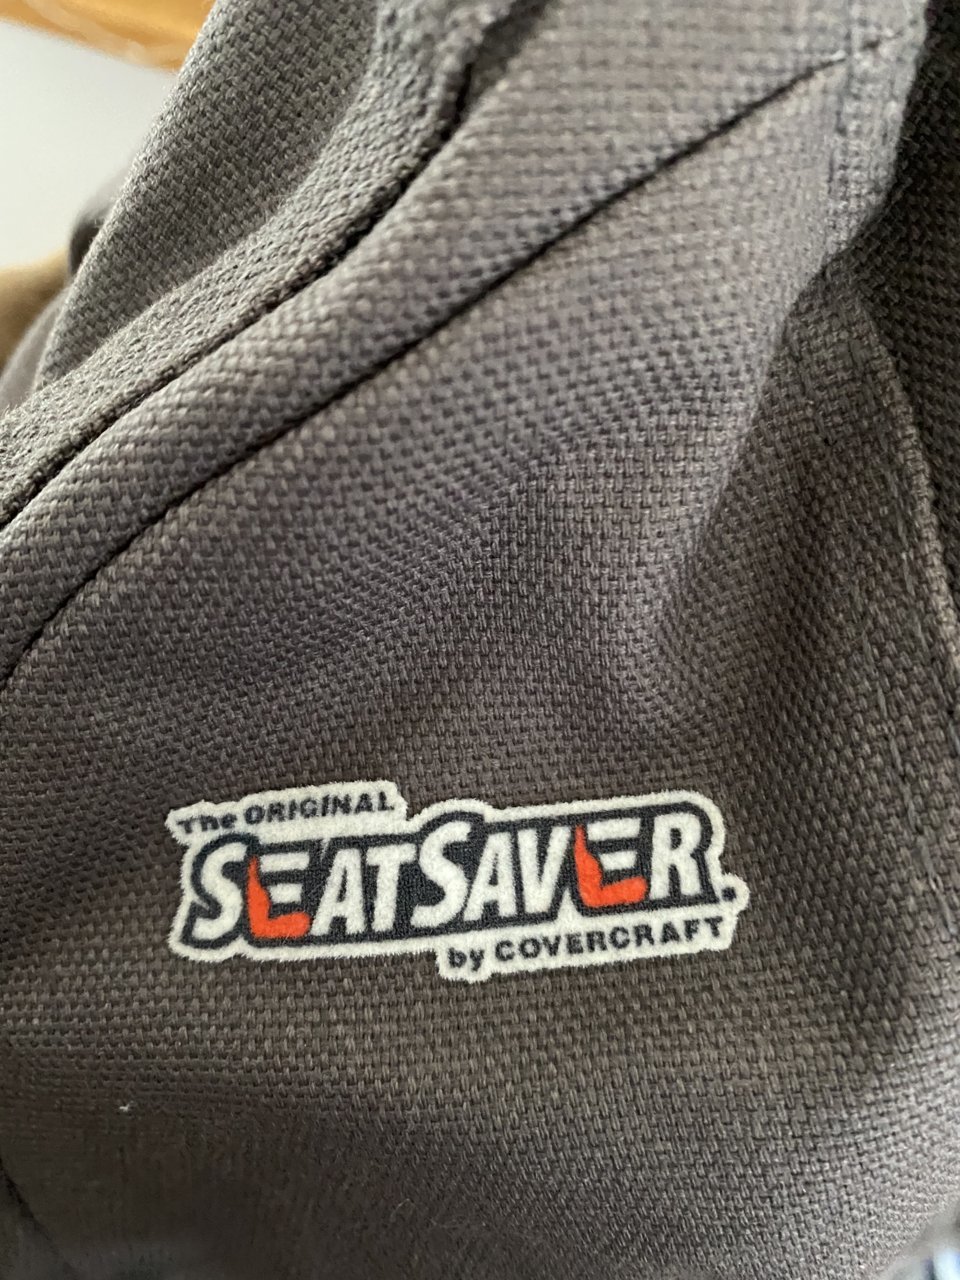 The ORIGINAL
SEATSAVER.
by COVERCRAFT